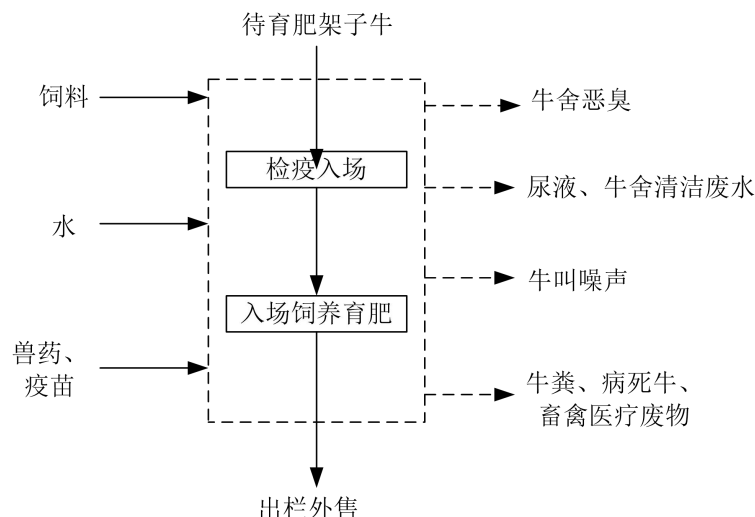 待育肥架子牛
饲料
牛舍恶臭
检疫入场
尿液、牛舍清洁废水
水
牛叫噪声
入场饲养育肥
兽药、
疫苗
牛粪、病死牛、
畜禽医疗废物
出栏外售